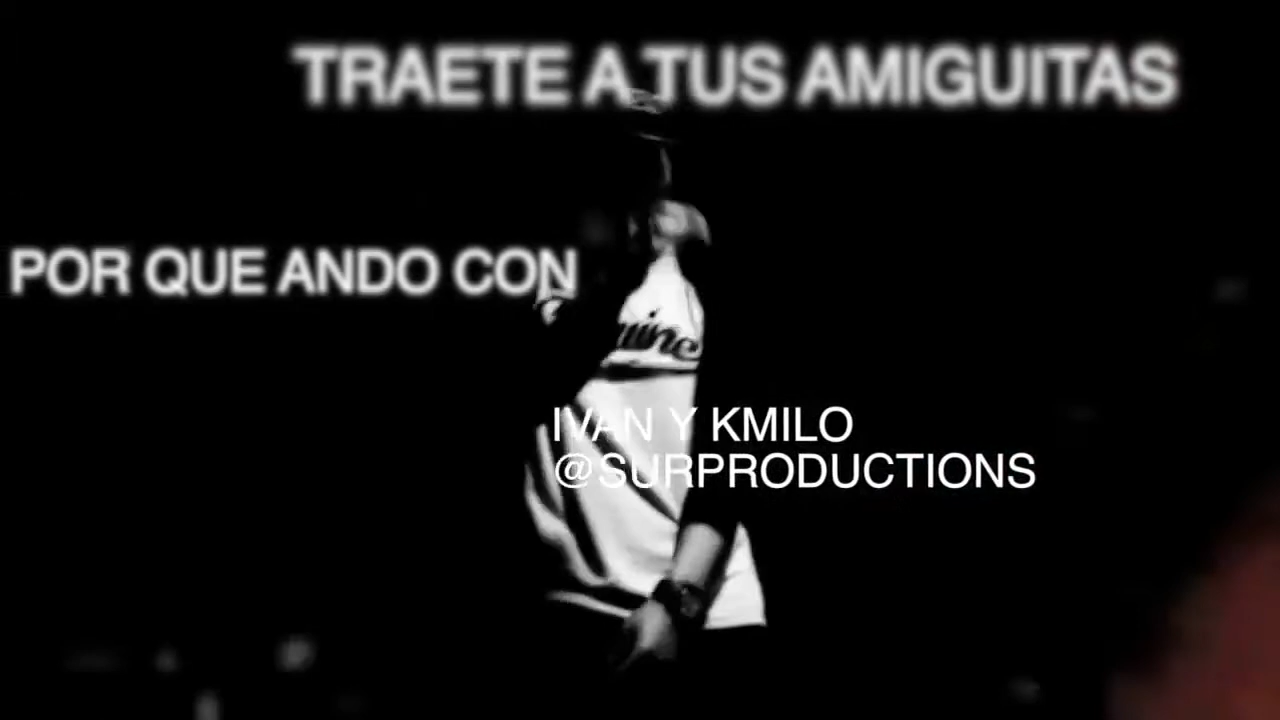 TRAETE A TUS AMIGUITAS
POR QUE ANDO CON
IVAN Y KMILO
@SURPRODUCTIONS